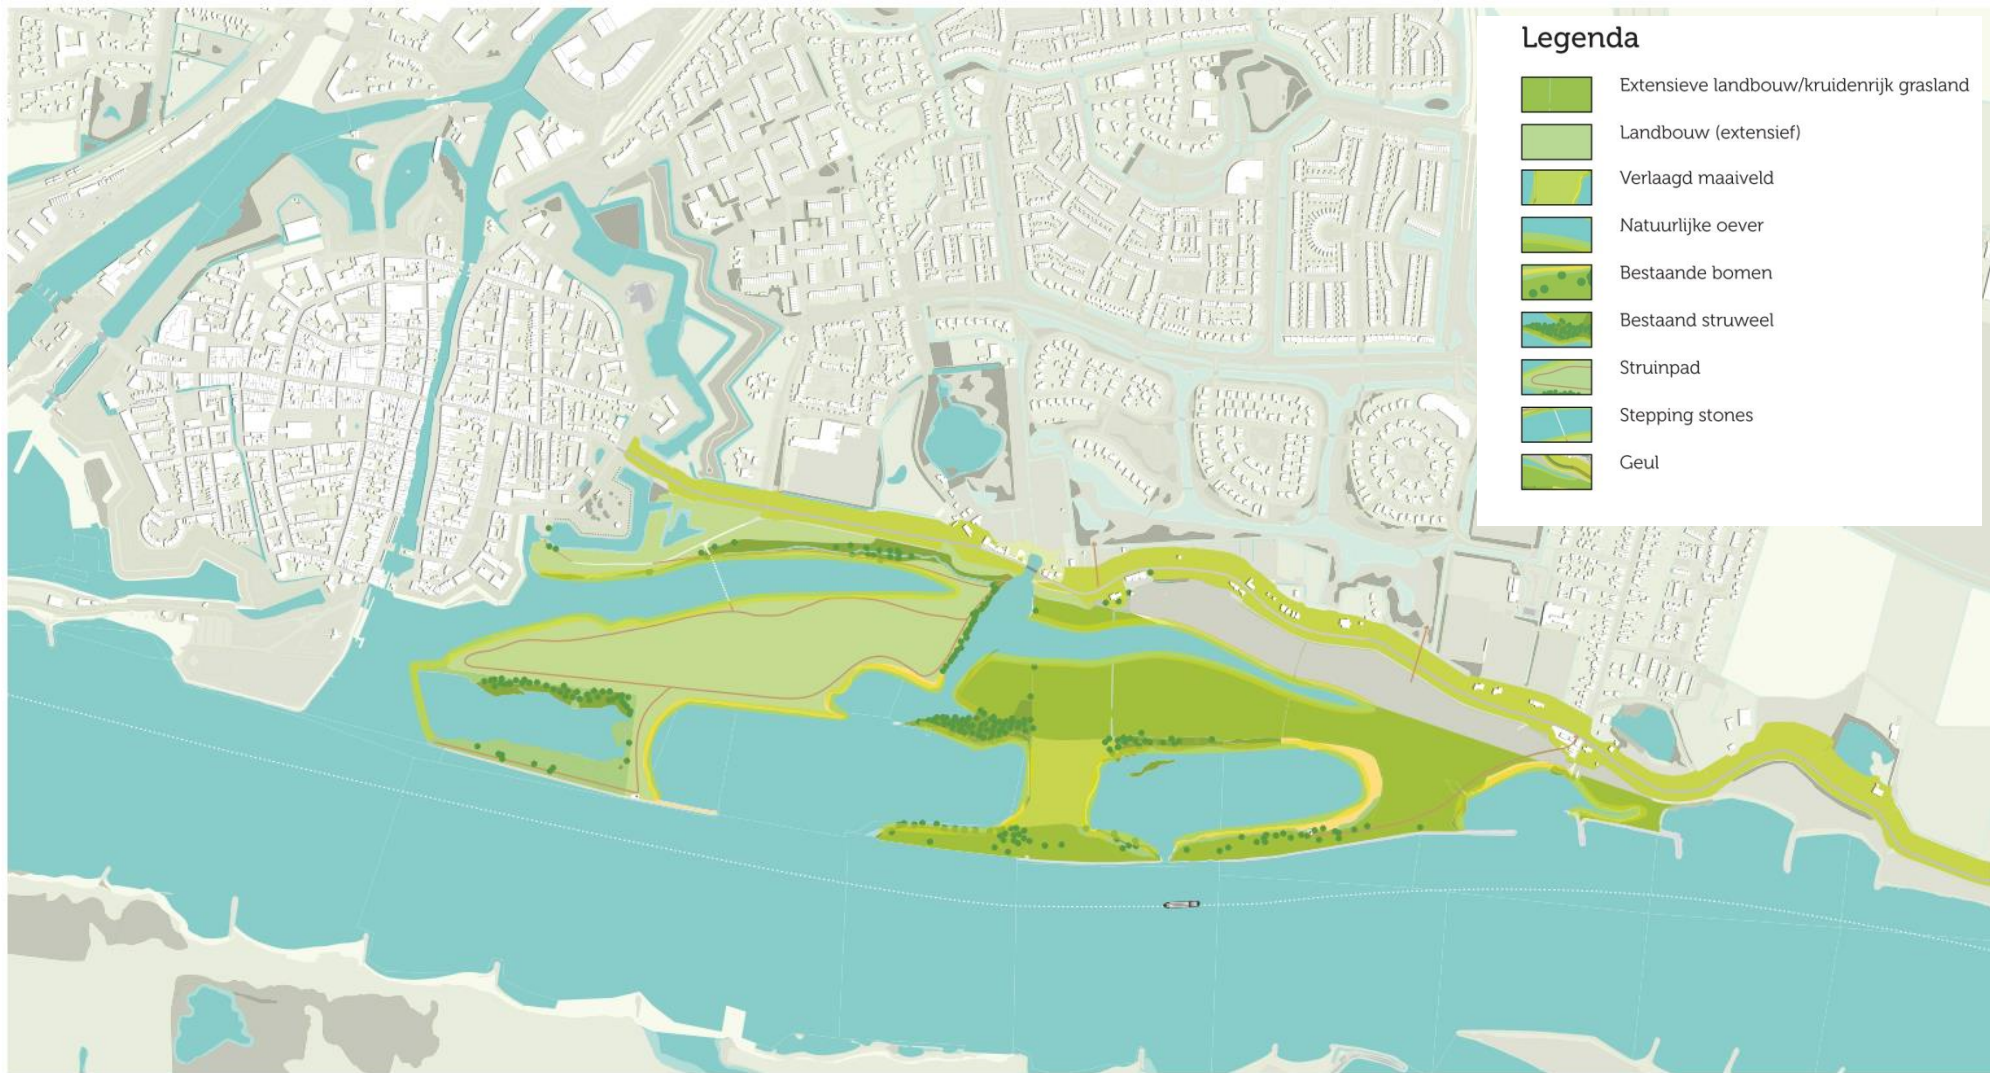 Legenda
Extensieve landbouw/kruidenrijk grasland
Landbouw (extensief)
Verlaagd maaiveld
Natuurlijke oever
Bestaande bomen
Bestaand struweel
Struinpad
Stepping stones
Geul